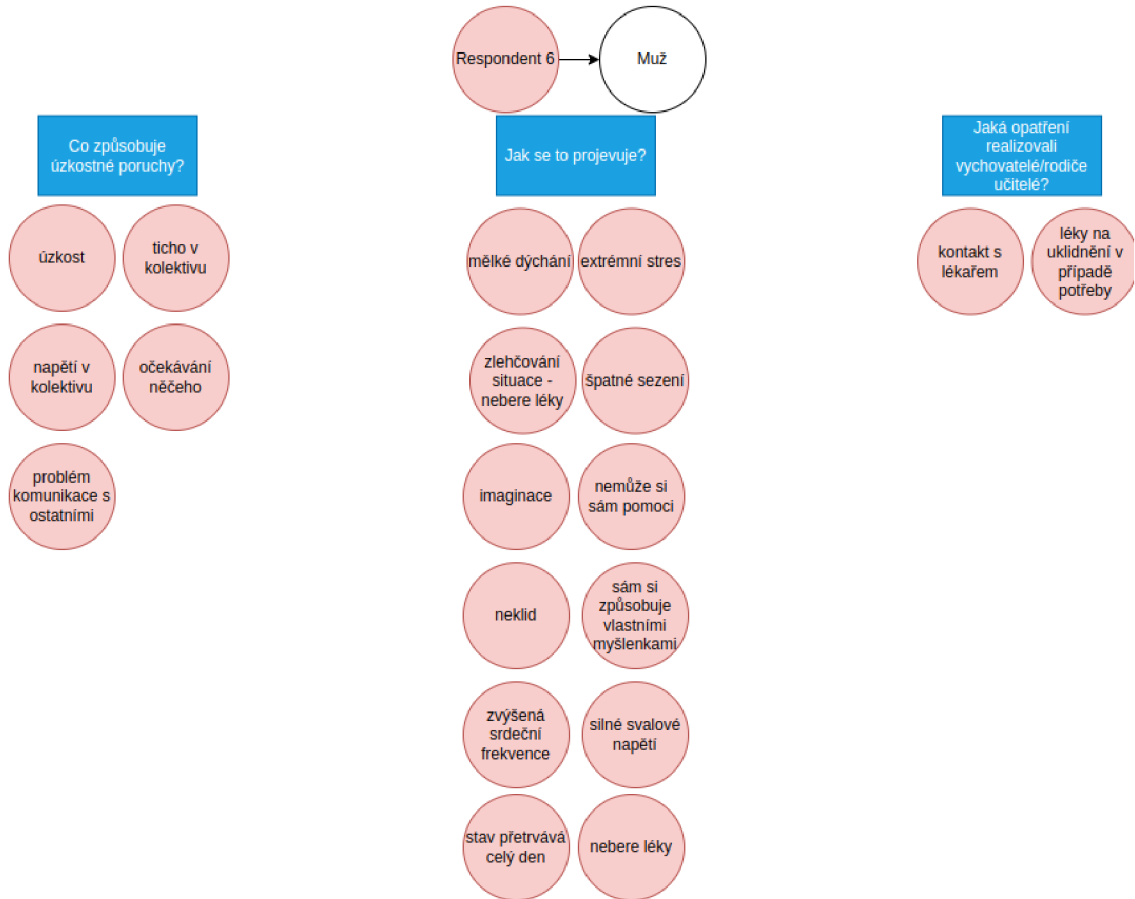 Respondent 6
Muž
Co způsobuje
úzkostné poruchy?
úzkost
ticho v
kolektivu
napětí v
kolektivu
očekávání
něčeho
problém
komunikace s
ostatními
Jak se to projevuje?
mělké dýchání
extrémní stres
zlehčování
situace -
nebere léky
špatné sezení
imaginace
nemůže si
sám pomoci
neklid
sám si
způsobuje
vlastními
myšlenkami
zvýšená
srdeční
frekvence
silné svalové
napětí
stav přetrvává
celý den
nebere léky
Jaká opatření
realizovali
vychovatelé/rodiče
učitelé?
kontakt s
lékařem
léky na
uklidnění v
případě
potřeby